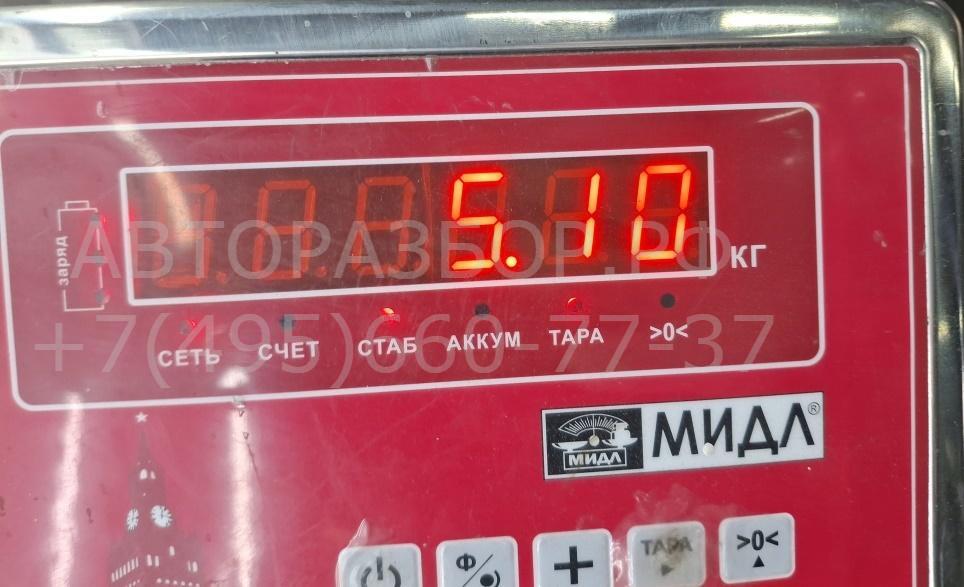 заряд
5.10
КГ
АВТОРАЗБОР.РФ
СЕТЬ СЧЕТ СТАБ АККУМ ТАРА >0<
+7(495)660-77-37
МИДЛ МИДЛ®
Ф + ТАРА >0<